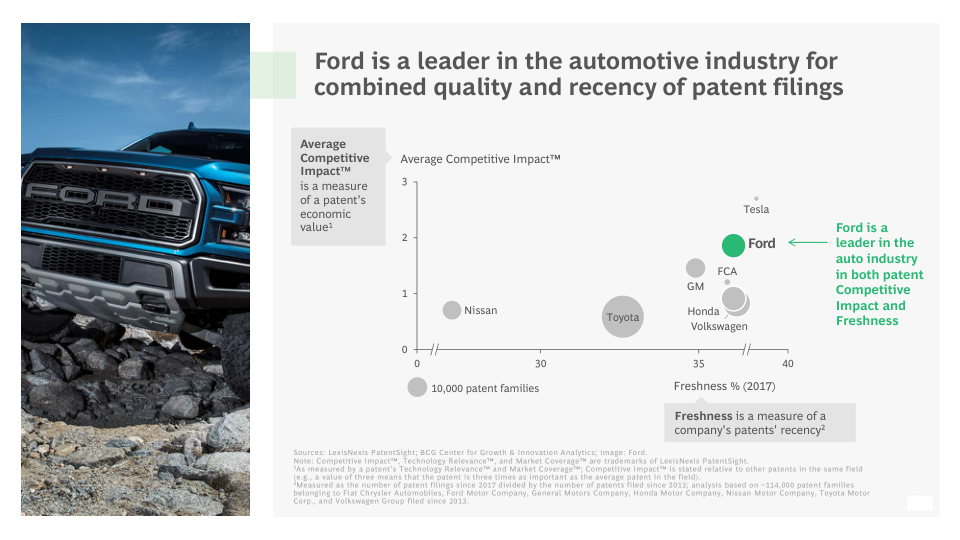 Ford is a leader in the automotive industry for
combined quality and recency of patent filings
FORD
Average
Competitive
Impact™
is a measure
of a patent's
economic
value¹
Average Competitive Impact™
3
2
1
0
Tesla
Ford
GM
FCA
Honda
Volkswagen
Nissan
Toyota
0
30
35
40
10,000 patent families
Freshness % (2017)
Freshness is a measure of a
company's patents' recency²
Ford is a
leader in the
auto industry
in both patent
Competitive
Impact and
Freshness
Sources: LexisNexis PatentSight; BCG Center for Growth & Innovation Analytics; image: Ford.
Note: Competitive Impact™, Technology Relevance™, and Market Coverage™ are trademarks of LexisNexis PatentSight.
¹As measured by a patent's Technology Relevance™ and Market Coverage™; Competitive Impact™ is stated relative to other patents in the same field
(e.g., a value of three means that the patent is three times as important as the average patent in the field).
²Measured as the number of patent filings since 2017 divided by the number of patents filed since 2013; analysis based on ~114,000 patent families
belonging to Fiat Chrysler Automobiles, Ford Motor Company, General Motors Company, Honda Motor Company, Nissan Motor Company, Toyota Motor
Corp., and Volkswagen Group filed since 2013.